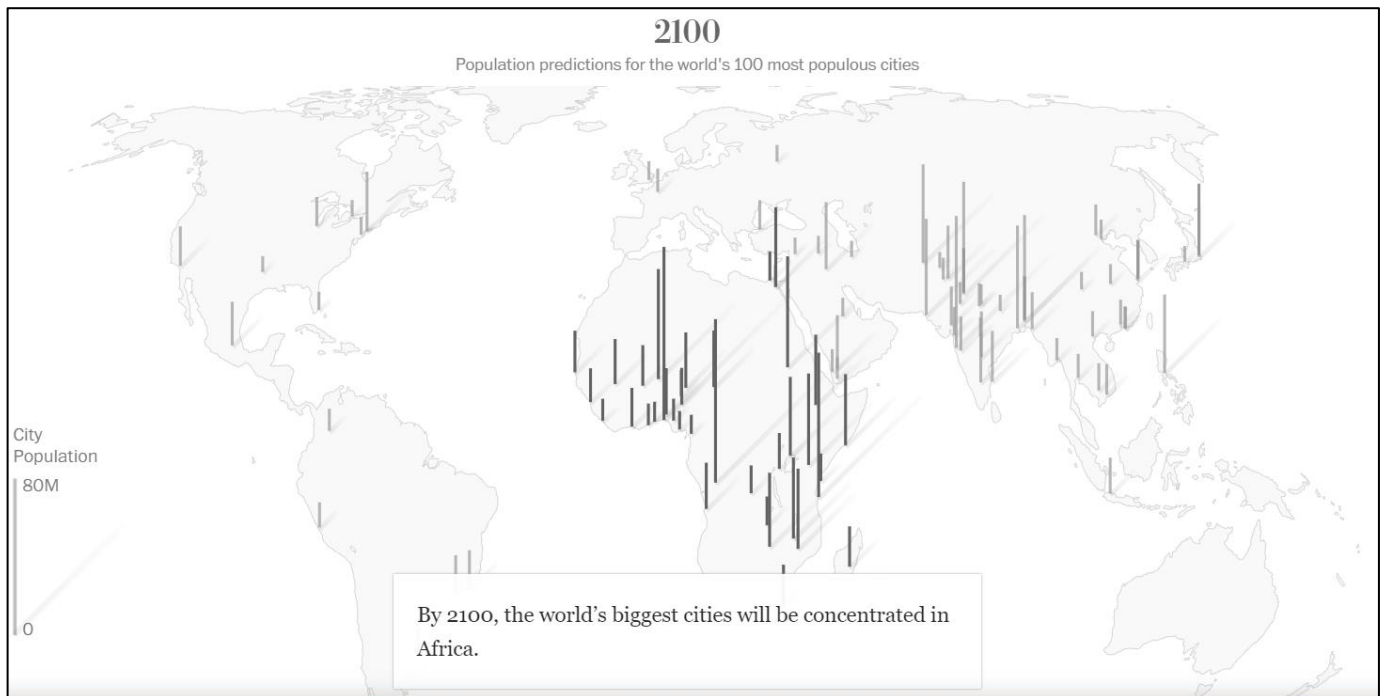 2100
Population predictions for the world's 100 most populous cities
City
Population
80M
0
By 2100, the world’s biggest cities will be concentrated in
Africa.